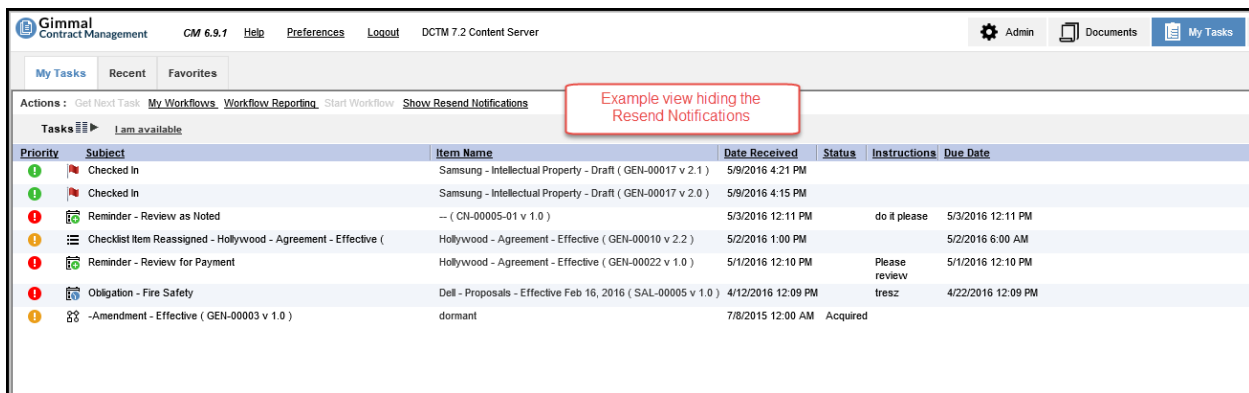 Gimmal
Contract Management CM 6.9.1 Help Preferences Logout DCTM 7.2 Content Server Admin Documents My Tasks
My Tasks Recent Favorites
Actions : Get Next Task My Workflows Workflow Reporting Start Workflow Show Resend Notifications
Example view hiding the
Resend Notifications
Tasks I am available
Priority Subject Item Name Date Received Status Instructions Due Date
Checked In Samsung - Intellectual Property - Draft ( GEN-00017 v 2.1 ) 5/9/2016 4:21 PM
Checked In Samsung - Intellectual Property - Draft ( GEN-00017 v 2.0 ) 5/9/2016 4:15 PM
Reminder - Review as Noted -- ( CN-00005-01 v 1.0 ) 5/3/2016 12:11 PM do it please 5/3/2016 12:11 PM
Checklist Item Reassigned - Hollywood - Agreement - Effective ( Hollywood - Agreement - Effective ( GEN-00010 v 2.2 ) 5/2/2016 1:00 PM 5/2/2016 6:00 AM
Reminder - Review for Payment Hollywood - Agreement - Effective ( GEN-00022 v 1.0 ) 5/1/2016 12:10 PM Please 5/1/2016 12:10 PM
review
Obligation - Fire Safety Dell - Proposals - Effective Feb 16, 2016 ( SAL-00005 v 1.0 ) 4/12/2016 12:09 PM tresz 4/22/2016 12:09 PM
-Amendment - Effective ( GEN-00003 v 1.0 ) dormant 7/8/2015 12:00 AM Acquired